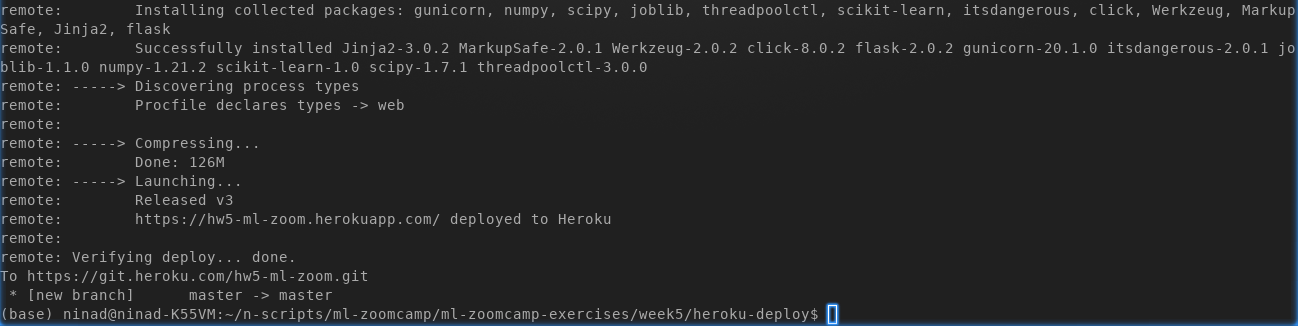 remote:        Installing collected packages: gunicorn, numpy, scipy, joblib, threadpoolctl, scikit-learn, itsdangerous, click, Werkzeug, Markup
Safe, Jinja2, flask
remote:        Successfully installed Jinja2-3.0.2 MarkupSafe-2.0.1 Werkzeug-2.0.2 click-8.0.2 flask-2.0.2 gunicorn-20.1.0 itsdangerous-2.0.1 jo
blib-1.1.0 numpy-1.21.2 scikit-learn-1.0 scipy-1.7.1 threadpoolctl-3.0.0
remote: -----> Discovering process types
remote:        Procfile declares types -> web
remote:
remote: -----> Compressing...
remote:        Done: 126M
remote: -----> Launching...
remote:        Released v3
remote:        https://hw5-ml-zoom.herokuapp.com/ deployed to Heroku
remote:
remote: Verifying deploy... done.
To https://git.heroku.com/hw5-ml-zoom.git
 * [new branch]      master -> master
(base) ninad@ninad-K55VM:~/n-scripts/ml-zoomcamp/ml-zoomcamp-exercises/week5/heroku-deploy$